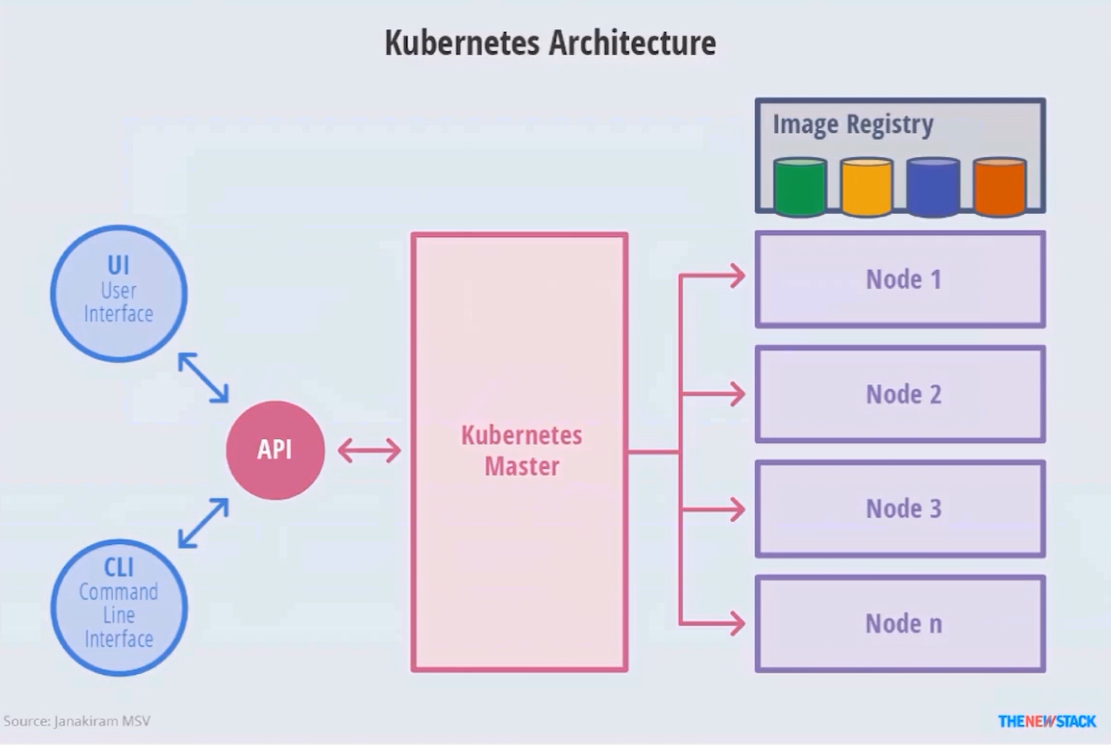 Kubernetes Architecture
Image Registry
UI
User
Interface
API
CLI
Command
Line
Interface
Kubernetes
Master
Node 1
Node 2
Node 3
Node n
Source: Janakiram MSV
THENEWSTACK